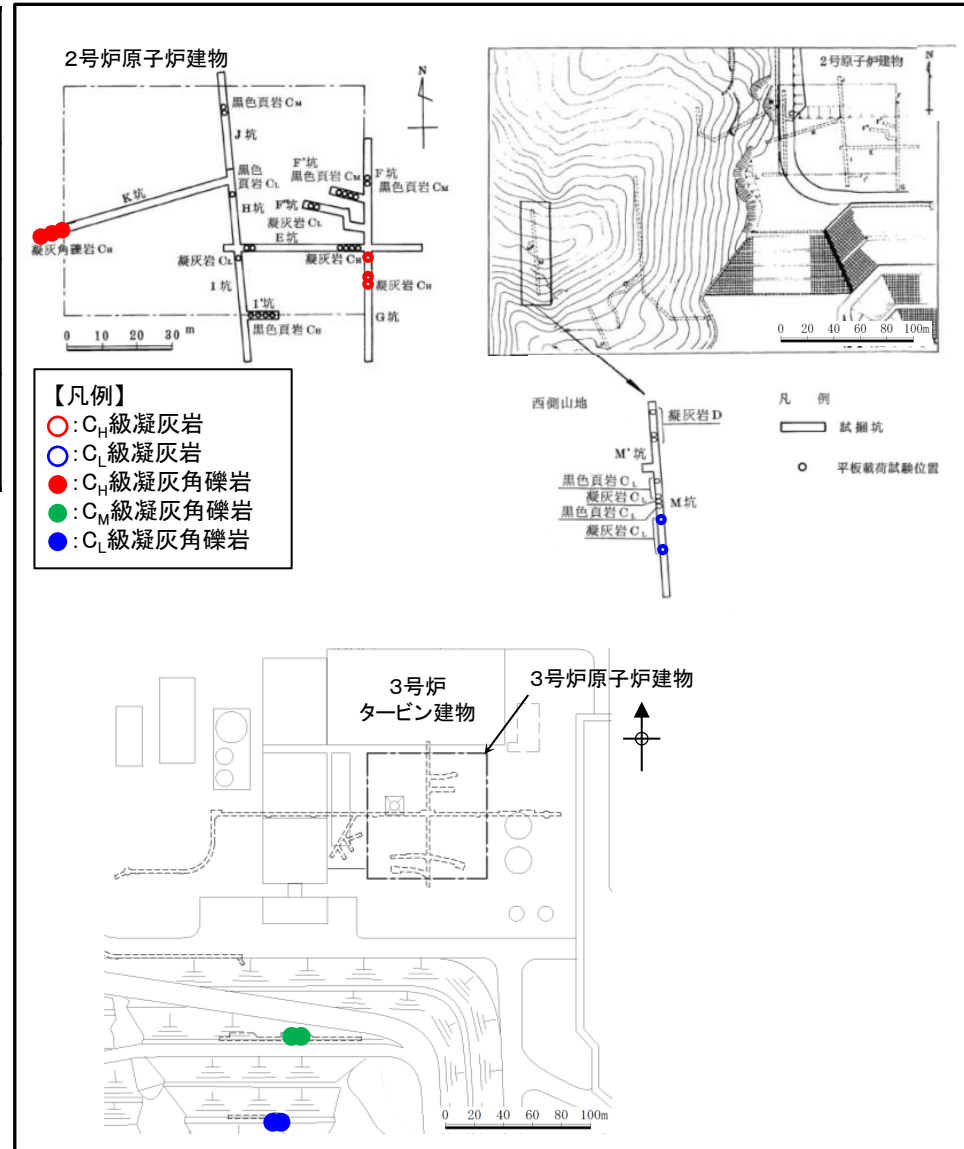 2号炉原子炉建物
N
黒色頁岩 CM
J坑
黒色
頁岩 CL
F'坑
黒色頁岩 CM
F坑
黒色頁岩 CM
K坑
H坑
F"坑
凝灰岩 CL
E坑
凝灰角礫岩 CH
凝灰岩 CL
凝灰岩 CH
凝灰岩 CH
I坑
I'坑
黒色頁岩 CH
G坑
0 10 20 30 m
2号原子炉建物
N
K
E
I
G
0 20 40 60 80 100m
【凡例】
:CH級凝灰岩
:CL級凝灰岩
:CH級凝灰角礫岩
:CM級凝灰角礫岩
:CL級凝灰角礫岩
西側山地
凝灰岩 D
M'坑
黒色頁岩 CL
凝灰岩 CL
黒色頁岩 CL
凝灰岩 CL
M坑
凡 例
試掘坑
平板載荷試験位置
3号炉
タービン建物
3号炉原子炉建物
0 20 40 60 80 100m